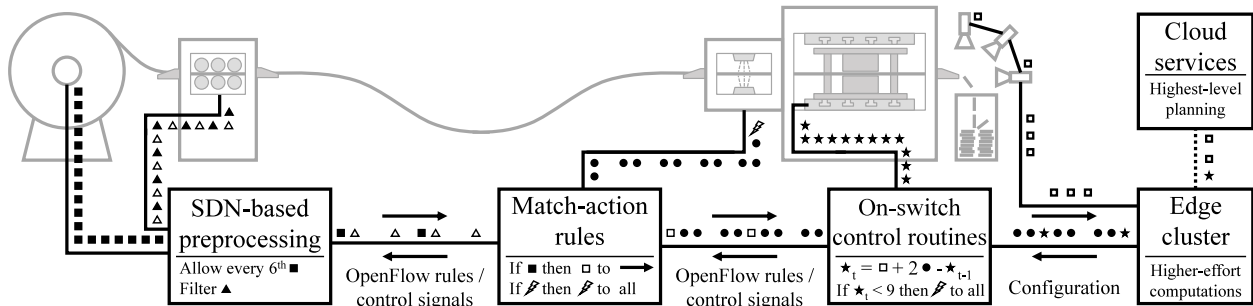 Cloud
services
Highest-level
planning
SDN-based
preprocessing
Allow every 6th ■
Filter ▲
OpenFlow rules /
control signals
Match-action
rules
If ■ then □ to →
If ⚡ then ⚡ to all
OpenFlow rules /
control signals
On-switch
control routines
★t = □ + 2 ● - ★t-1
If ★t < 9 then ⚡ to all
Configuration
Edge
cluster
Higher-effort
computations